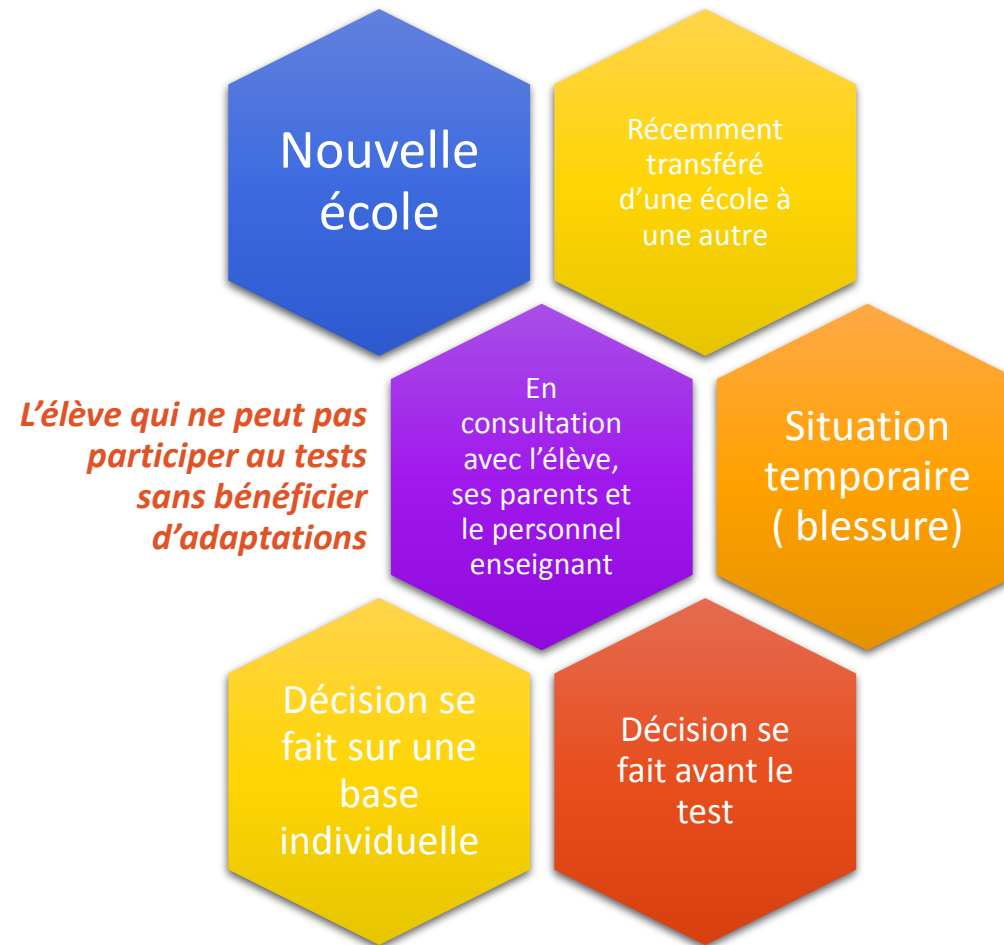 Nouvelle
école
Récemment
transféré
d’une école à
une autre
L’élève qui ne peut pas
participer au tests
sans bénéficier
d’adaptations
En
consultation
avec l’élève,
ses parents et
le personnel
enseignant
Situation
temporaire
( blessure)
Décision se
fait sur une
base
individuelle
Décision se
fait avant le
test